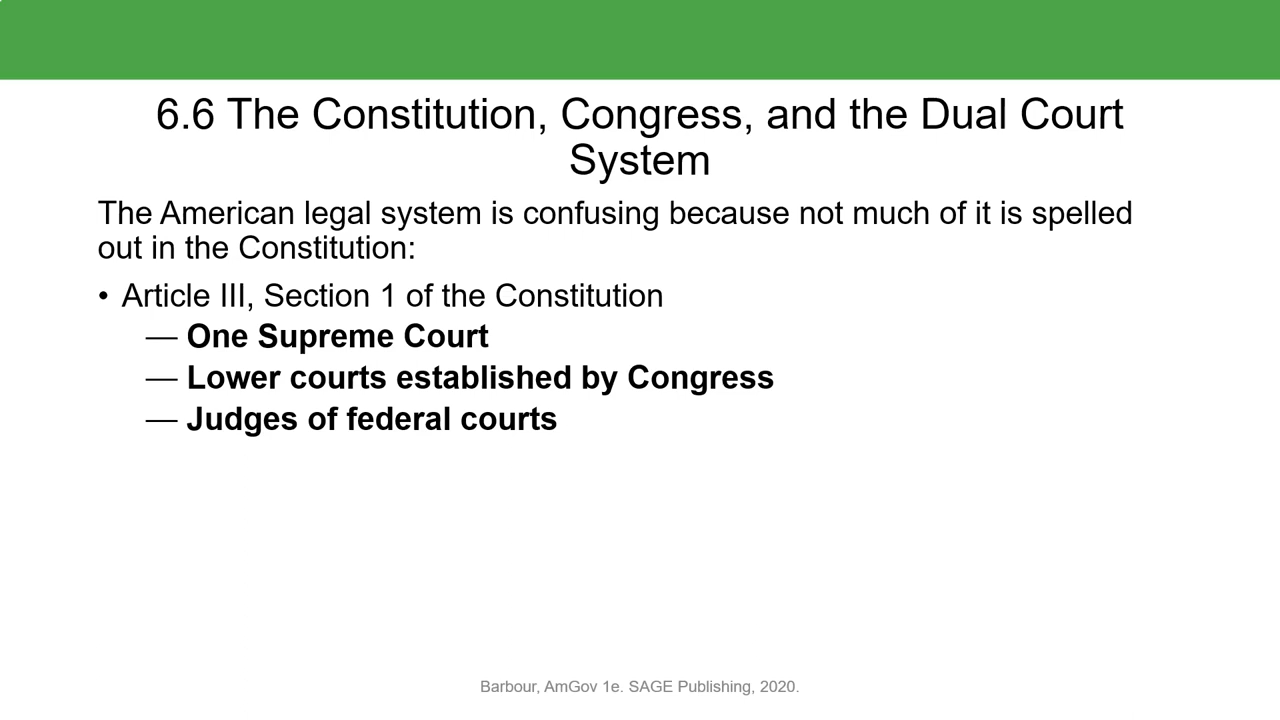 6.6 The Constitution, Congress, and the Dual Court
System
The American legal system is confusing because not much of it is spelled
out in the Constitution:
• Article III, Section 1 of the Constitution
— One Supreme Court
— Lower courts established by Congress
— Judges of federal courts
Barbour, AmGov 1e. SAGE Publishing, 2020.